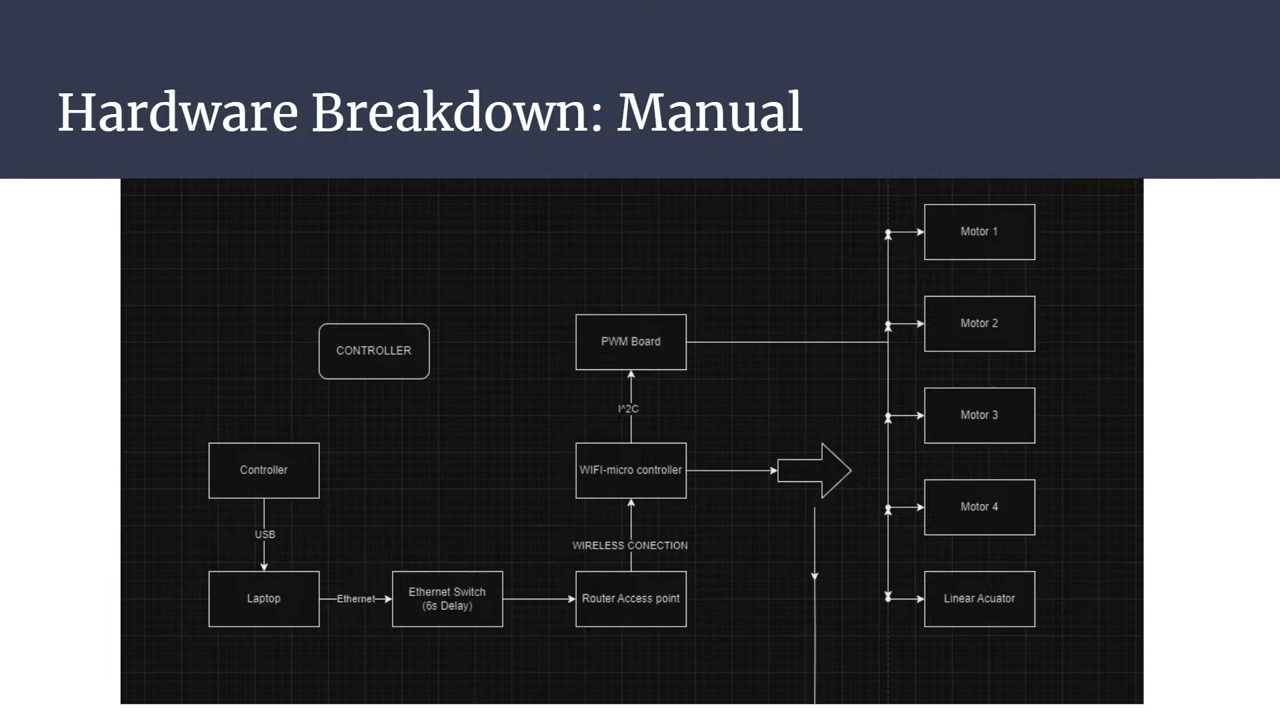 Hardware Breakdown: Manual
Motor 1
Motor 2
PWM Board
CONTROLLER
I^2C
Motor 3
Controller
WIFI-micro controller
USB
WIRELESS CONECTION
Motor 4
Laptop
Ethernet
Ethernet Switch
(6s Delay)
Router Access point
Linear Acuator